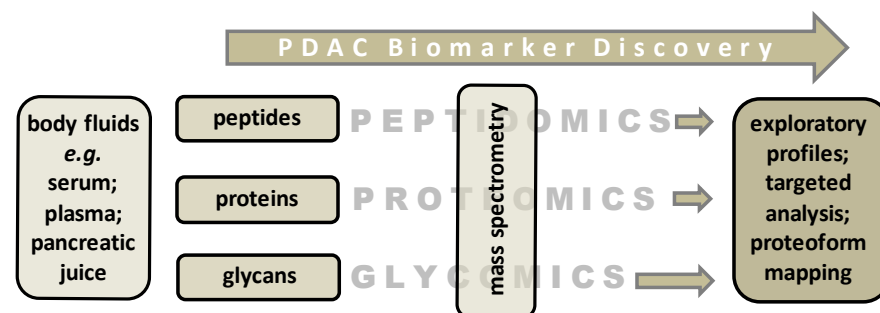 PDAC Biomarker Discovery
body fluids
e.g.
serum;
plasma;
pancreatic
juice
peptides
proteins
glycans
PEPTIDOMICS
PROTEOMICS
GLYCOMICS
mass spectrometry
exploratory
profiles;
targeted
analysis;
proteoform
mapping